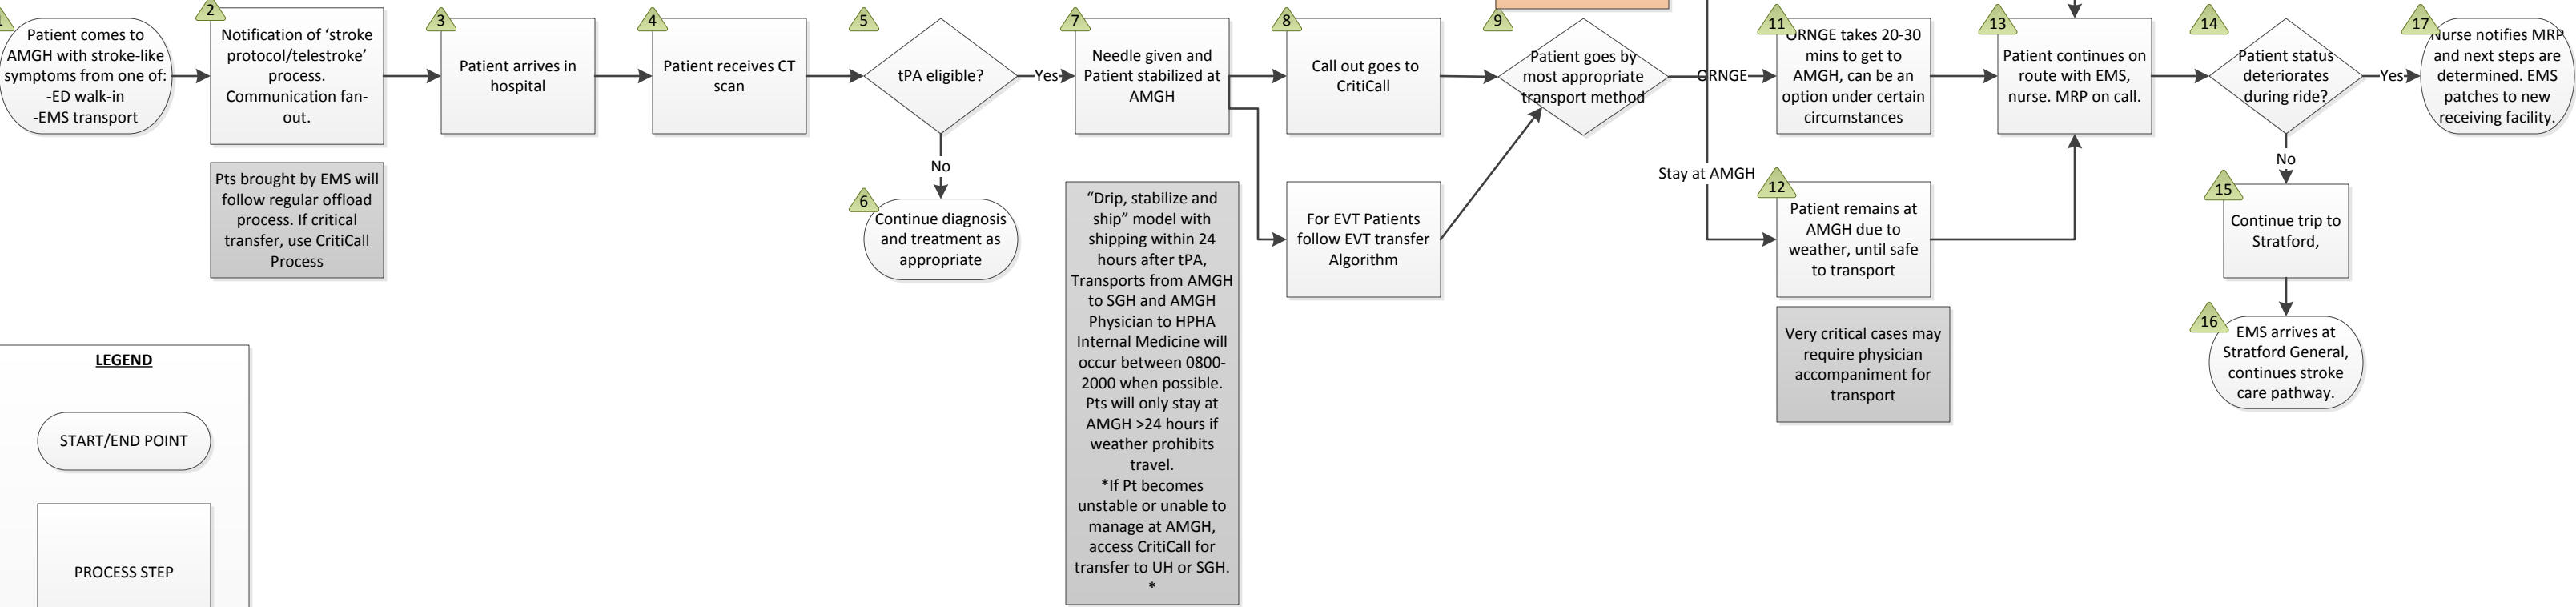 1
Patient comes to
AMGH with stroke-like
symptoms from one of:
-ED walk-in
-EMS transport
2
Notification of ‘stroke
protocol/telestroke’
process.
Communication fan-
out.
Pts brought by EMS will
follow regular offload
process. If critical
transfer, use CritiCall
Process
3
Patient arrives in
hospital
4
Patient receives CT
scan
5
tPA eligible?
Yes
No
6
Continue diagnosis
and treatment as
appropriate
7
Needle given and
Patient stabilized at
AMGH
“Drip, stabilize and
ship” model with
shipping within 24
hours after tPA,
Transports from AMGH
to SGH and AMGH
Physician to HPHA
Internal Medicine will
occur between 0800-
2000 when possible.
Pts will only stay at
AMGH >24 hours if
weather prohibits
travel.
*If Pt becomes
unstable or unable to
manage at AMGH,
access CritiCall for
transfer to UH or SGH.
*
8
Call out goes to
CritiCall
For EVT Patients
follow EVT transfer
Algorithm
9
Patient goes by
most appropriate
transport method
ORNGE
Stay at AMGH
11
ORNGE takes 20-30
mins to get to
AMGH, can be an
option under certain
circumstances
12
Patient remains at
AMGH due to
weather, until safe
to transport
Very critical cases may
require physician
accompaniment for
transport
13
Patient continues on
route with EMS,
nurse. MRP on call.
14
Patient status
deteriorates
during ride?
Yes
No
15
Continue trip to
Stratford,
16
EMS arrives at
Stratford General,
continues stroke
care pathway.
17
Nurse notifies MRP
and next steps are
determined. EMS
patches to new
receiving facility.
LEGEND
START/END POINT
PROCESS STEP